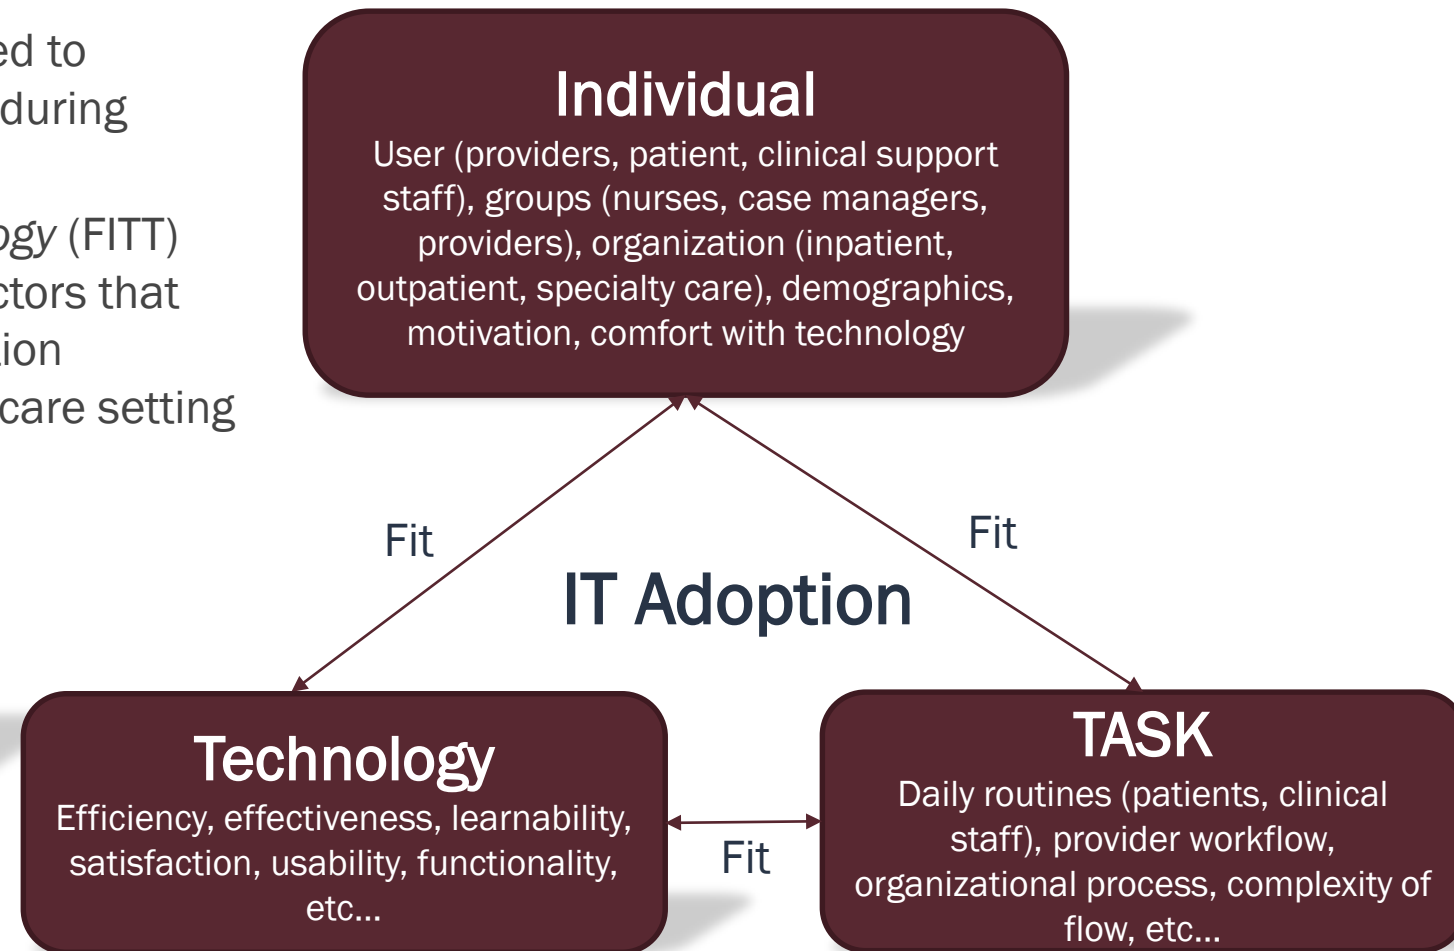 ed to
during
ogy (FITT)
ctors that
ion
care setting
Individual
User (providers, patient, clinical support
staff), groups (nurses, case managers,
providers), organization (inpatient,
outpatient, specialty care), demographics,
motivation, comfort with technology
Fit
Fit
IT Adoption
Technology
Efficiency, effectiveness, learnability,
satisfaction, usability, functionality,
etc...
Fit
TASK
Daily routines (patients, clinical
staff), provider workflow,
organizational process, complexity of
flow, etc...